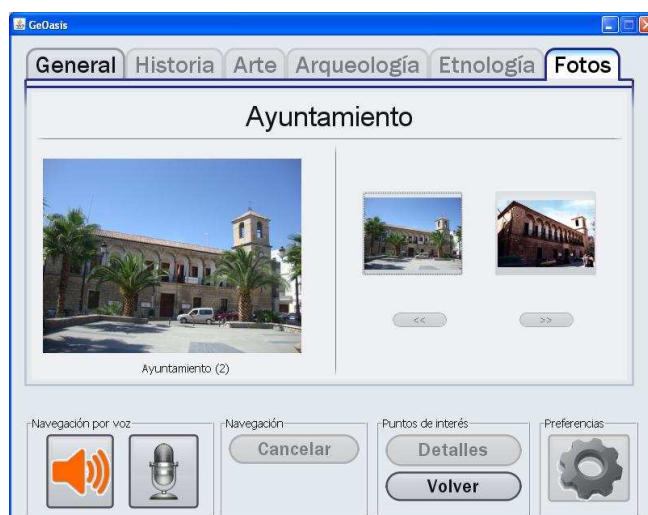 GeOasis
General Historia Arte Arqueología Etnología Fotos
Ayuntamiento
<< >>
Ayuntamiento (2)
Navegación por voz Navegación Puntos de interés Preferencias
Cancelar Detalles
Volver